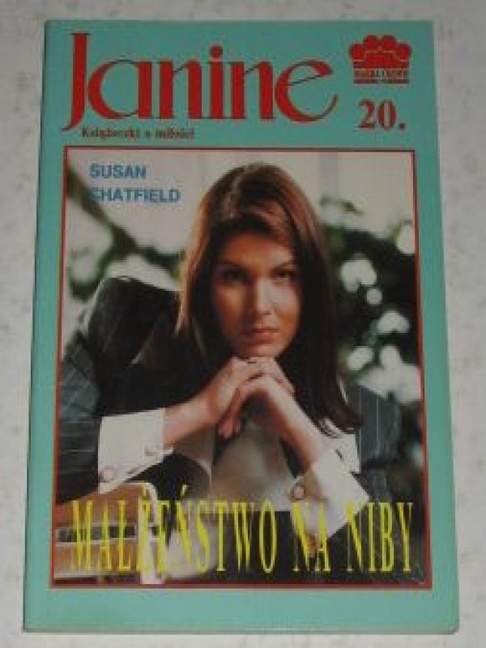 Janine
Książeczki o miłości
20.
SUSAN
CHATFIELD
MAŁŻEŃSTWO NA NIBY